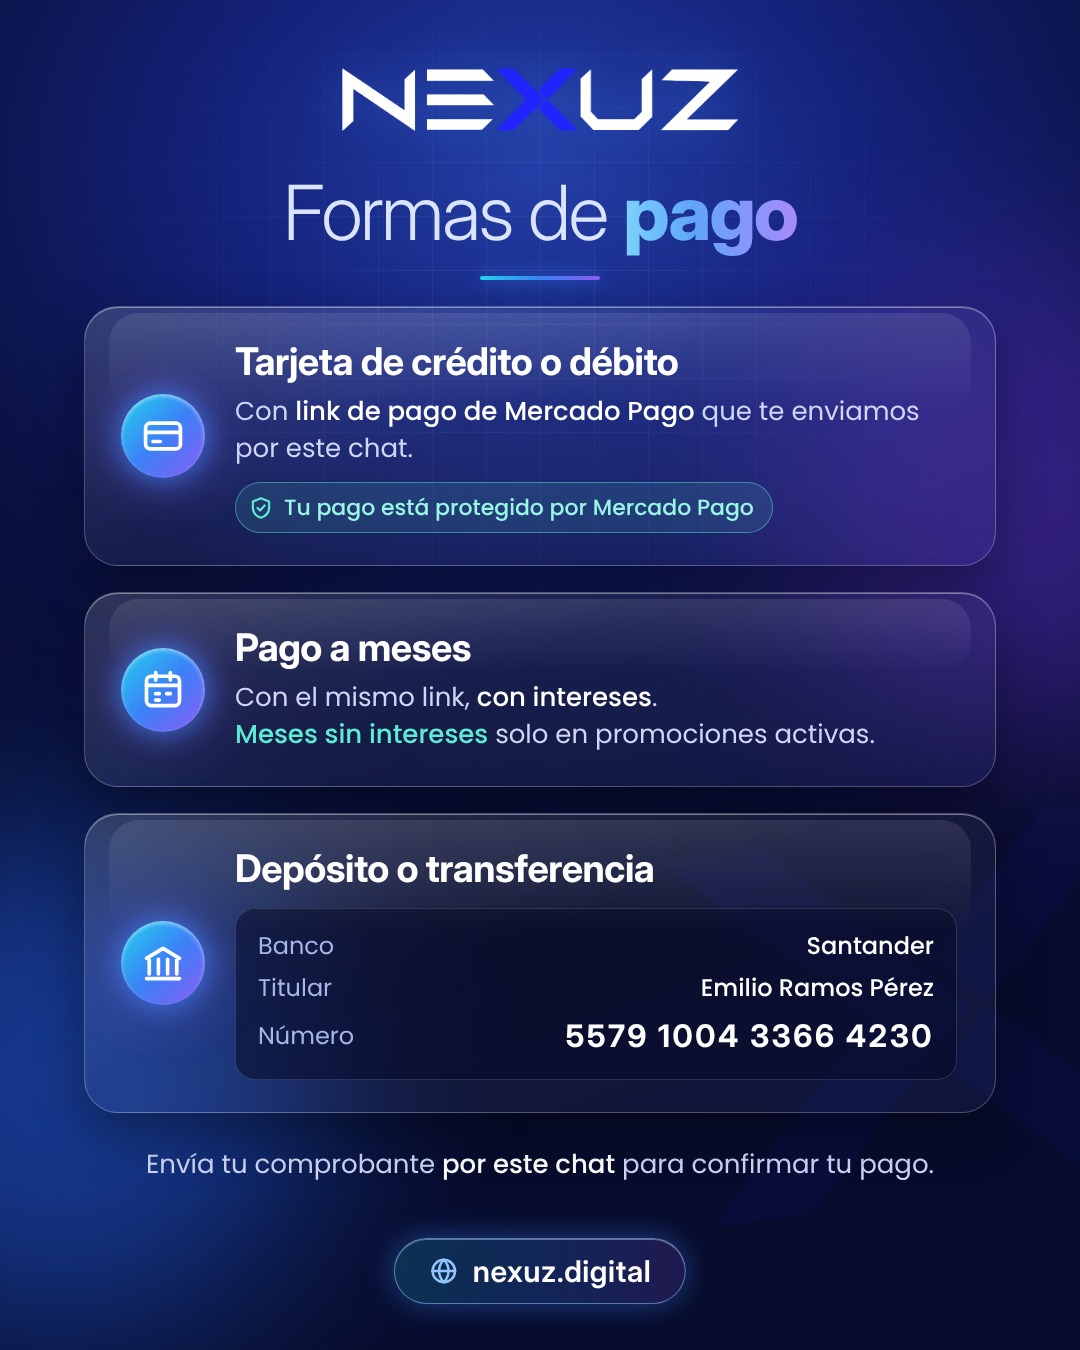 NEXUZ
Formas de pago
Tarjeta de crédito o débito
Con link de pago de Mercado Pago que te enviamos
por este chat.
Tu pago está protegido por Mercado Pago
Pago a meses
Con el mismo link, con intereses.
Meses sin intereses solo en promociones activas.
Depósito o transferencia
Banco Santander
Titular Emilio Ramos Pérez
Número 5579 1004 3366 4230
Envía tu comprobante por este chat para confirmar tu pago.
nexuz.digital